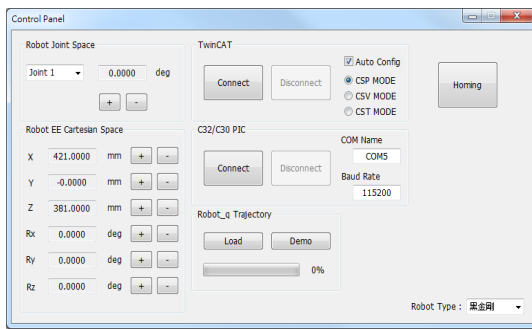 Control Panel
Robot Joint Space
Joint 1 0.0000 deg
+ -
Robot EE Cartesian Space
X 421.0000 mm + -
Y -0.0000 mm + -
Z 381.0000 mm + -
Rx 0.0000 deg + -
Ry 0.0000 deg + -
Rz 0.0000 deg + -
TwinCAT
Connect Disconnect
Auto Config
CSP MODE
CSV MODE
CST MODE
C32/C30 PIC
Connect Disconnect
COM Name
COM5
Baud Rate
115200
Robot_q Trajectory
Load Demo
0%
Homing
Robot Type : 黑金剛